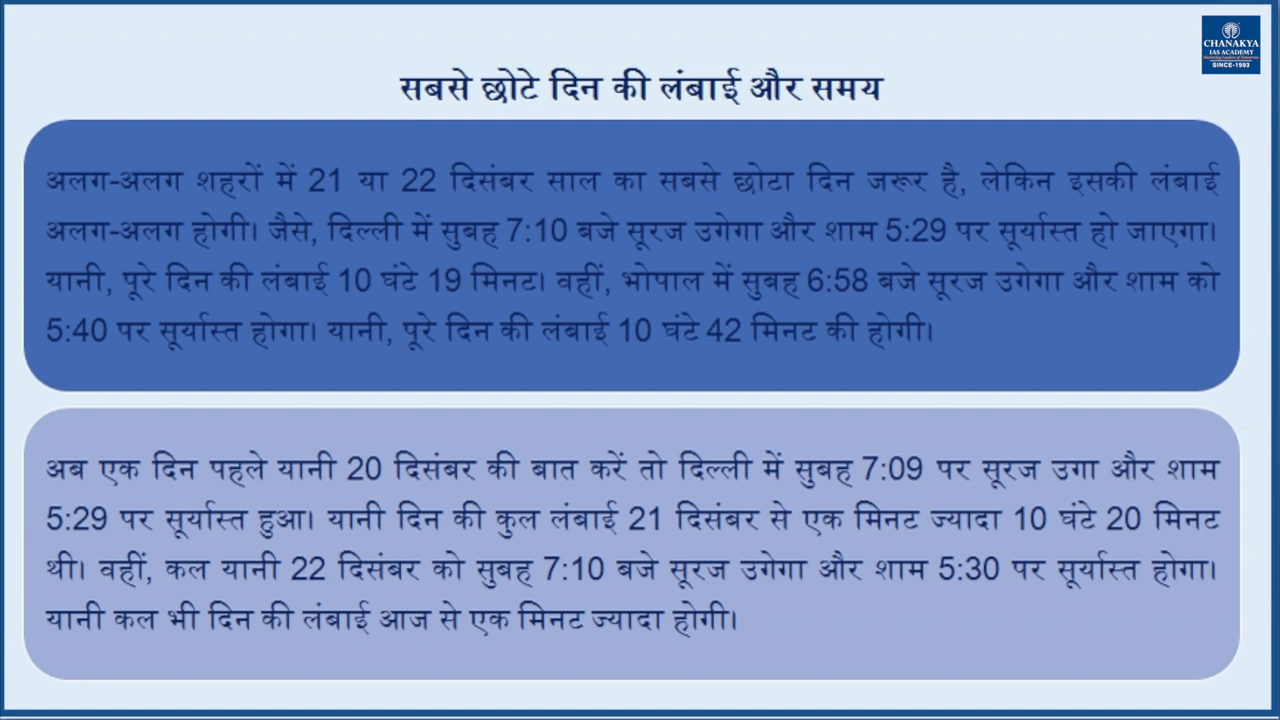 CHANAKYA
IAS ACADEMY
Nurturing Leaders of Tomorrow
SINCE-1993
सबसे छोटे दिन की लंबाई और समय
अलग-अलग शहरों में 21 या 22 दिसंबर साल का सबसे छोटा दिन जरूर है, लेकिन इसकी लंबाई
अलग-अलग होगी। जैसे, दिल्ली में सुबह 7:10 बजे सूरज उगेगा और शाम 5:29 पर सूर्यास्त हो जाएगा।
यानी, पूरे दिन की लंबाई 10 घंटे 19 मिनट। वहीं, भोपाल में सुबह 6:58 बजे सूरज उगेगा और शाम को
5:40 पर सूर्यास्त होगा। यानी, पूरे दिन की लंबाई 10 घंटे 42 मिनट की होगी।
अब एक दिन पहले यानी 20 दिसंबर की बात करें तो दिल्ली में सुबह 7:09 पर सूरज उगा और शाम
5:29 पर सूर्यास्त हुआ। यानी दिन की कुल लंबाई 21 दिसंबर से एक मिनट ज्यादा 10 घंटे 20 मिनट
थी। वहीं, कल यानी 22 दिसंबर को सुबह 7:10 बजे सूरज उगेगा और शाम 5:30 पर सूर्यास्त होगा।
यानी कल भी दिन की लंबाई आज से एक मिनट ज्यादा होगी।